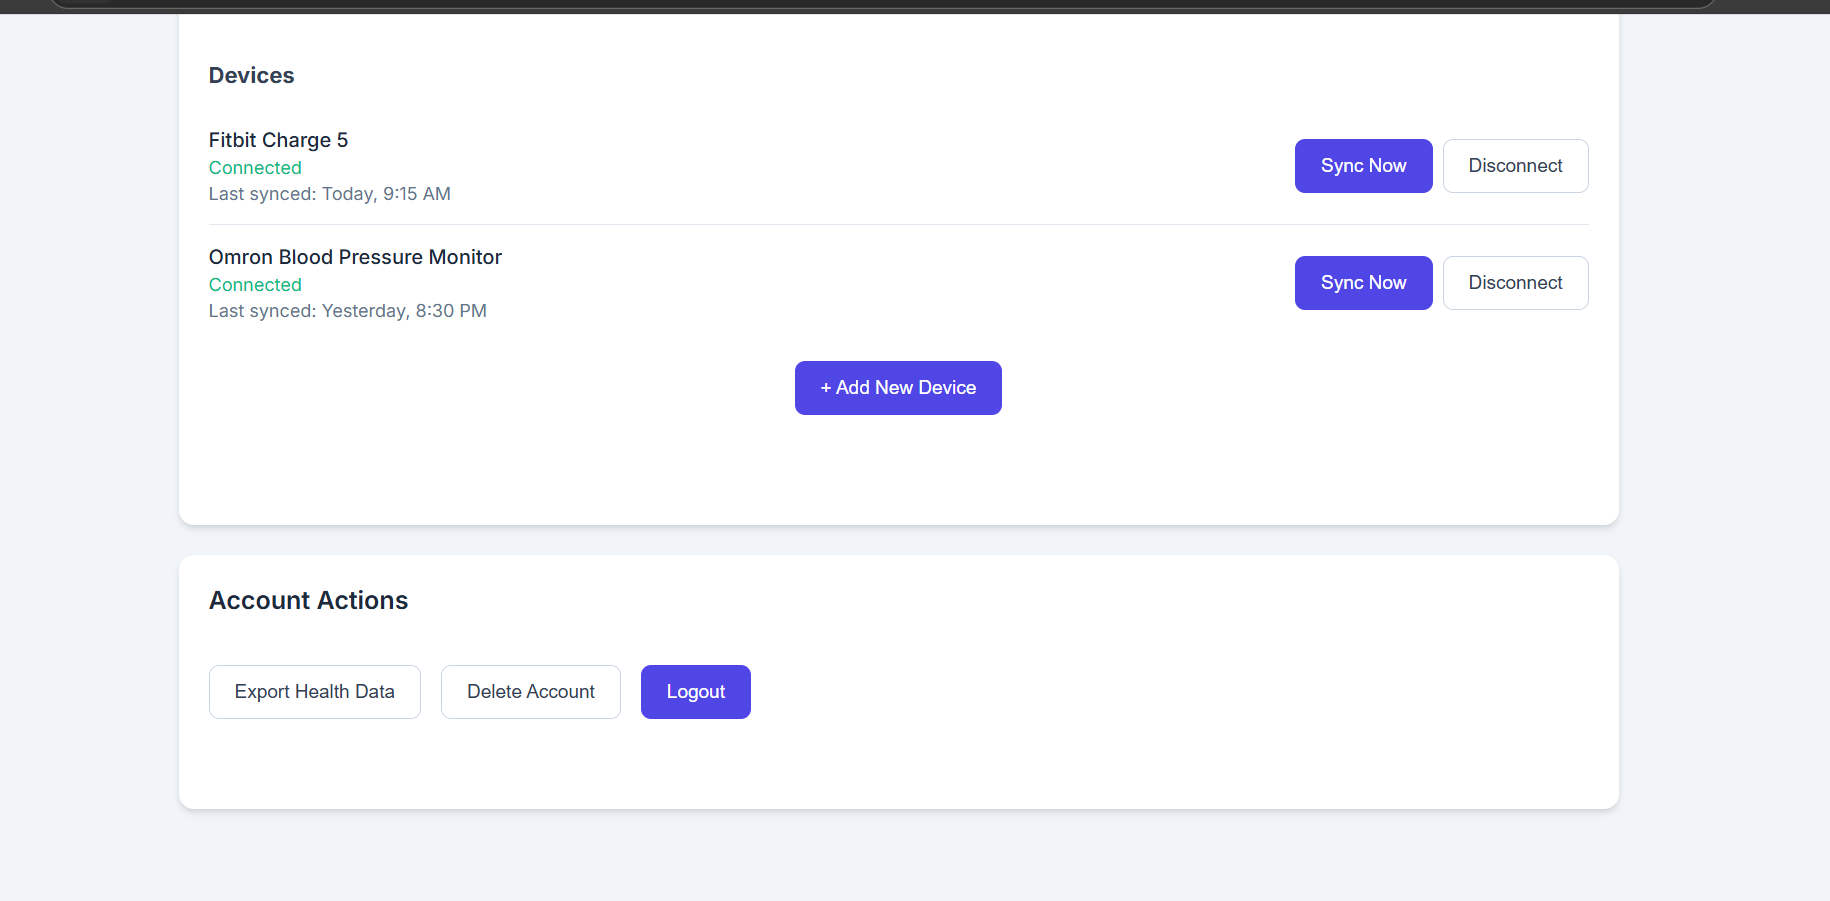 Devices
Fitbit Charge 5
Connected
Last synced: Today, 9:15 AM
Sync Now
Disconnect
Omron Blood Pressure Monitor
Connected
Last synced: Yesterday, 8:30 PM
Sync Now
Disconnect
+ Add New Device
Account Actions
Export Health Data
Delete Account
Logout